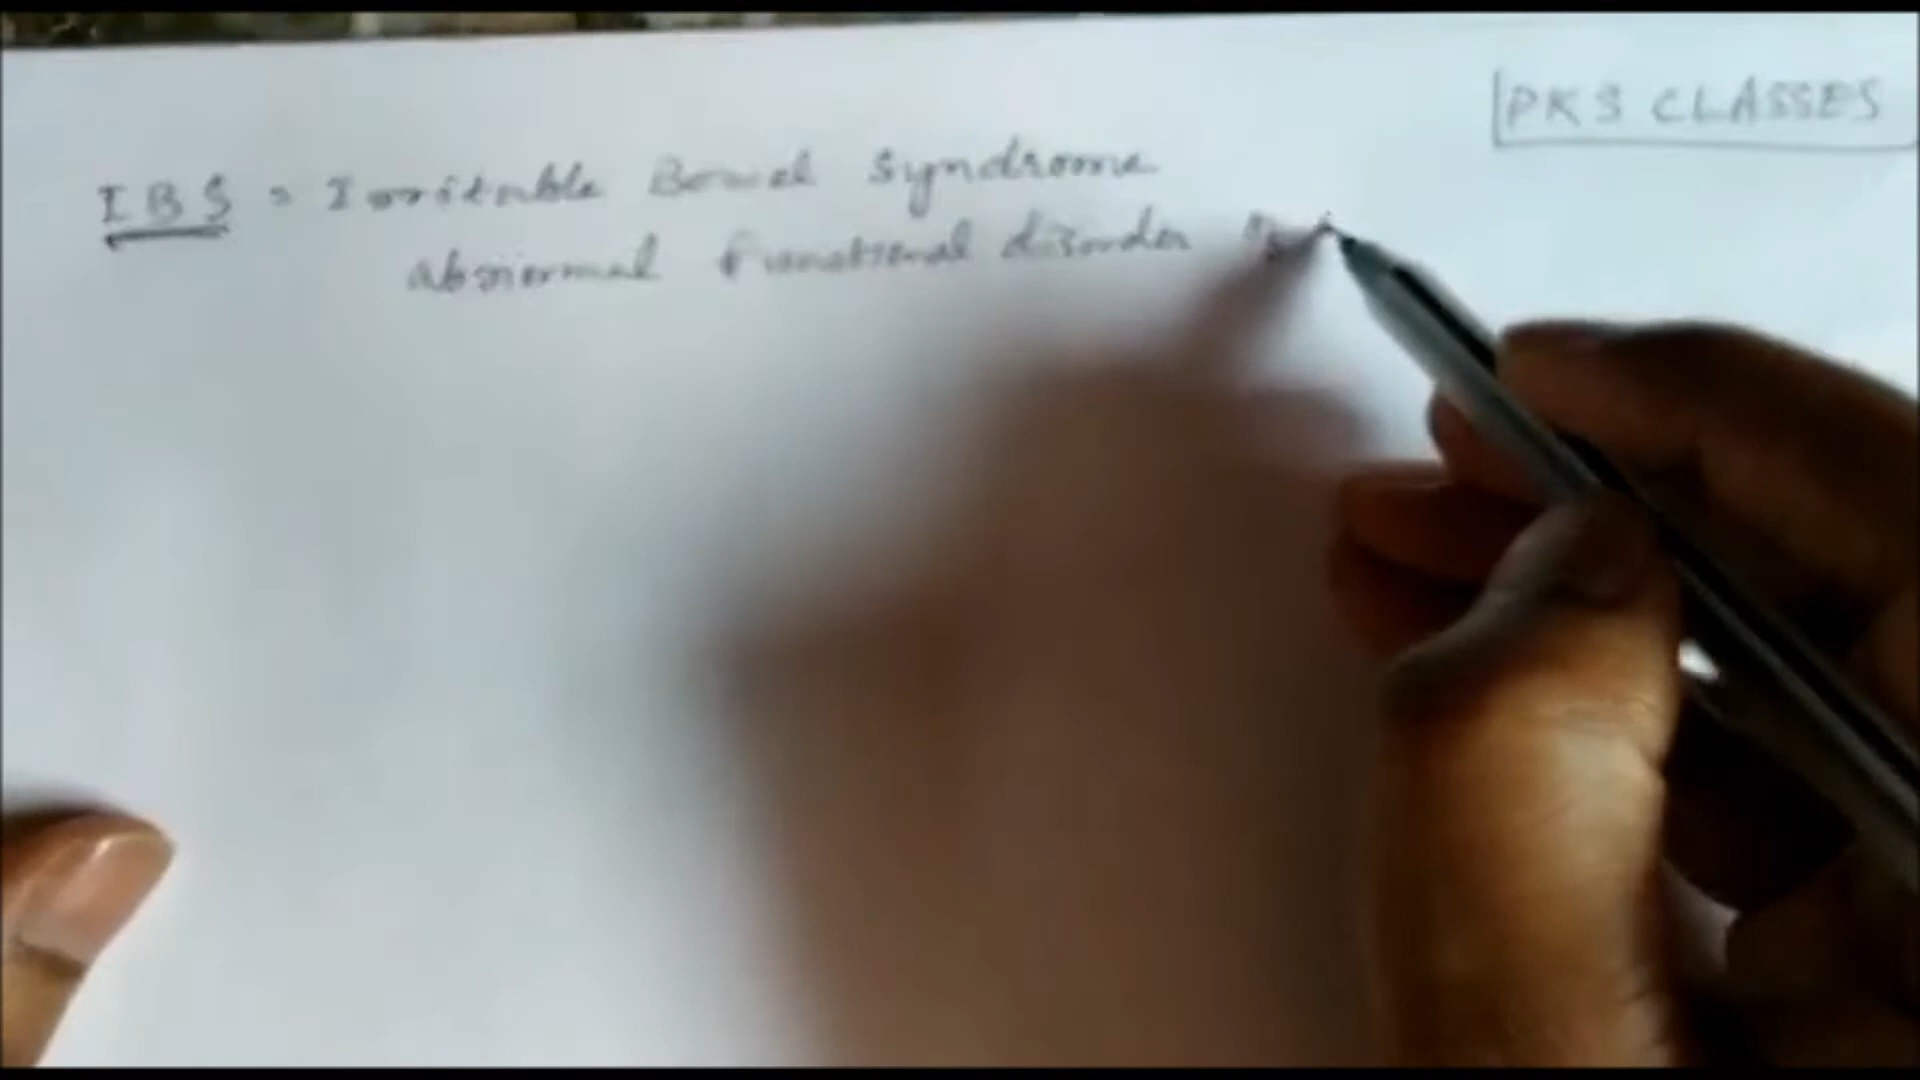 PKS CLASSES
IBS = Irritable Bowel Syndrome
abnormal functional disorder